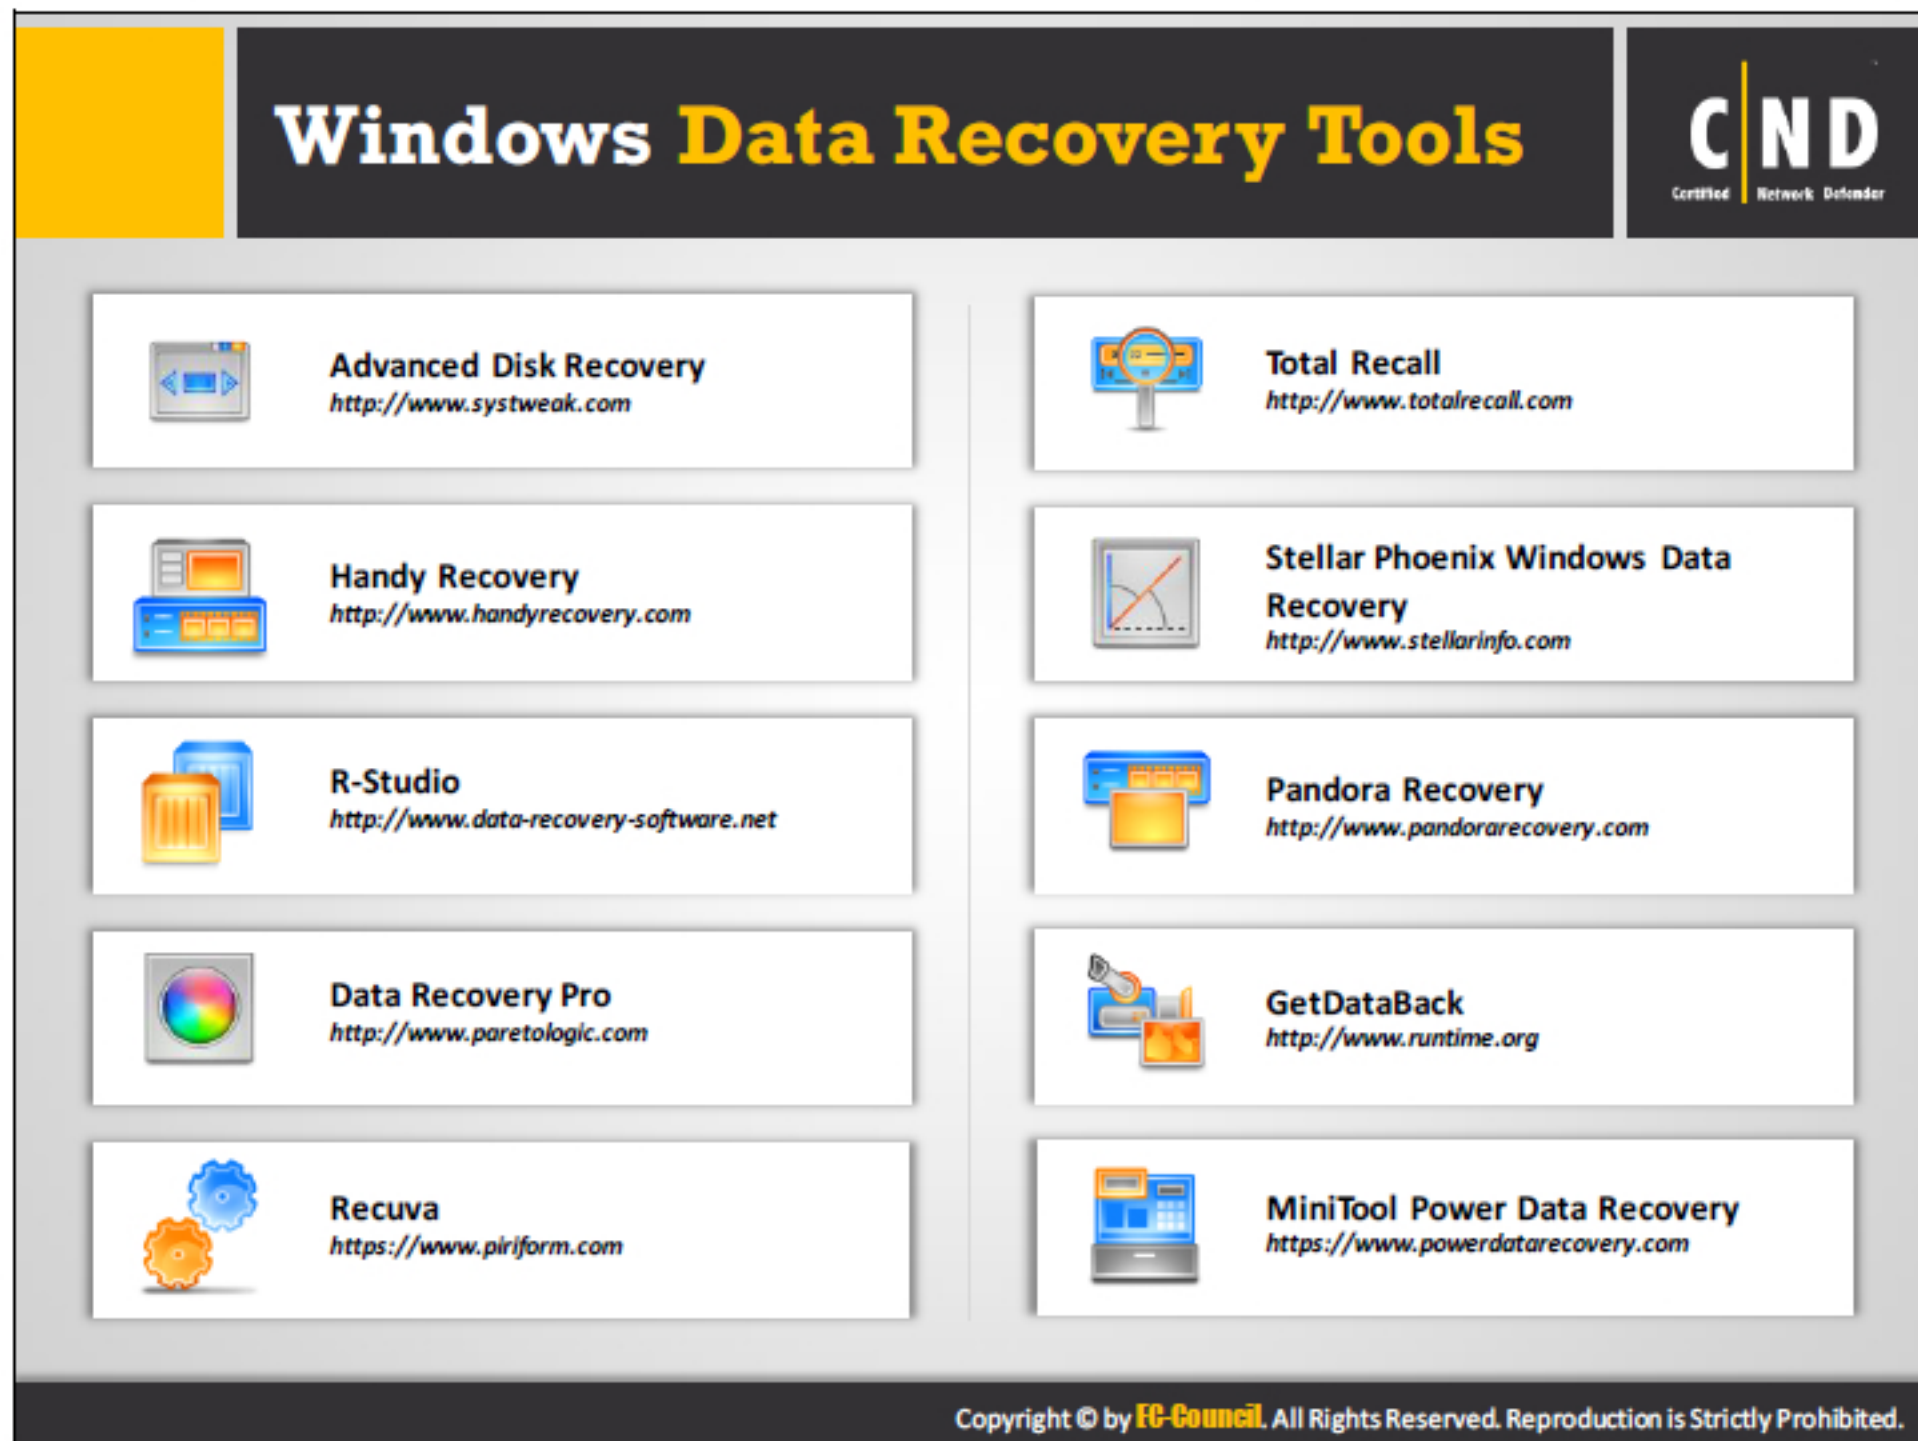 Windows Data Recovery Tools
C|ND
Certified Network Defender
Advanced Disk Recovery
http://www.systweak.com
Handy Recovery
http://www.handyrecovery.com
R-Studio
http://www.data-recovery-software.net
Data Recovery Pro
http://www.paretologic.com
Recuva
https://www.piriform.com
Total Recall
http://www.totalrecall.com
Stellar Phoenix Windows Data
Recovery
http://www.stellarinfo.com
Pandora Recovery
http://www.pandorarecovery.com
GetDataBack
http://www.runtime.org
MiniTool Power Data Recovery
https://www.powerdatarecovery.com
Copyright © by EC-Council. All Rights Reserved. Reproduction is Strictly Prohibited.